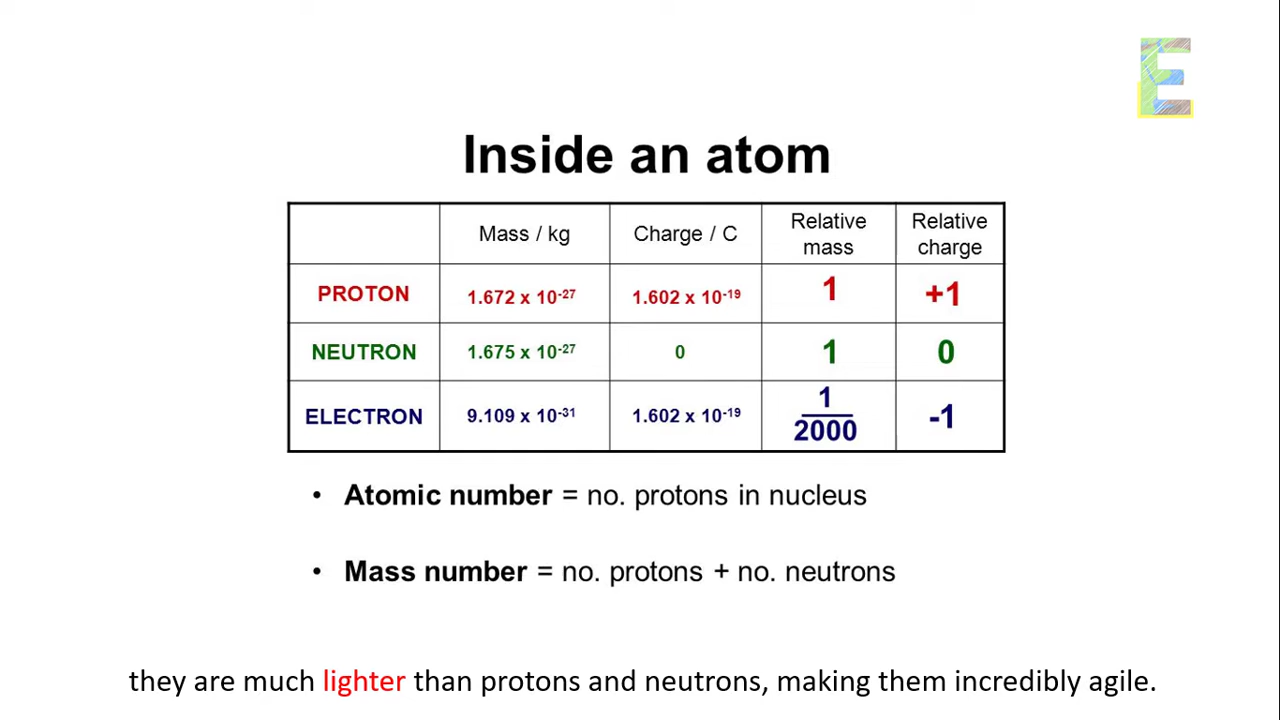 E
Inside an atom
Mass / kg Charge / C Relative mass Relative charge
PROTON 1.672 x 10⁻²⁷ 1.602 x 10⁻¹⁹ 1 +1
NEUTRON 1.675 x 10⁻²⁷ 0 1 0
ELECTRON 9.109 x 10⁻³¹ 1.602 x 10⁻¹⁹ 1/2000 -1
• Atomic number = no. protons in nucleus
• Mass number = no. protons + no. neutrons
they are much lighter than protons and neutrons, making them incredibly agile.